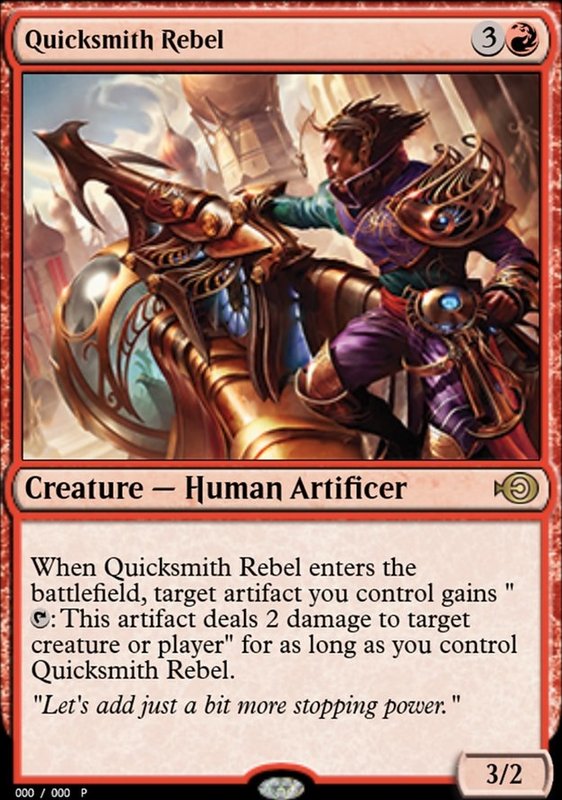 Quicksmith Rebel 3
Creature — Human Artificer
When Quicksmith Rebel enters the
battlefield, target artifact you control gains "
: This artifact deals 2 damage to target
creature or player" for as long as you control
Quicksmith Rebel.
"Let's add just a bit more stopping power."
3/2
000 / 000 P